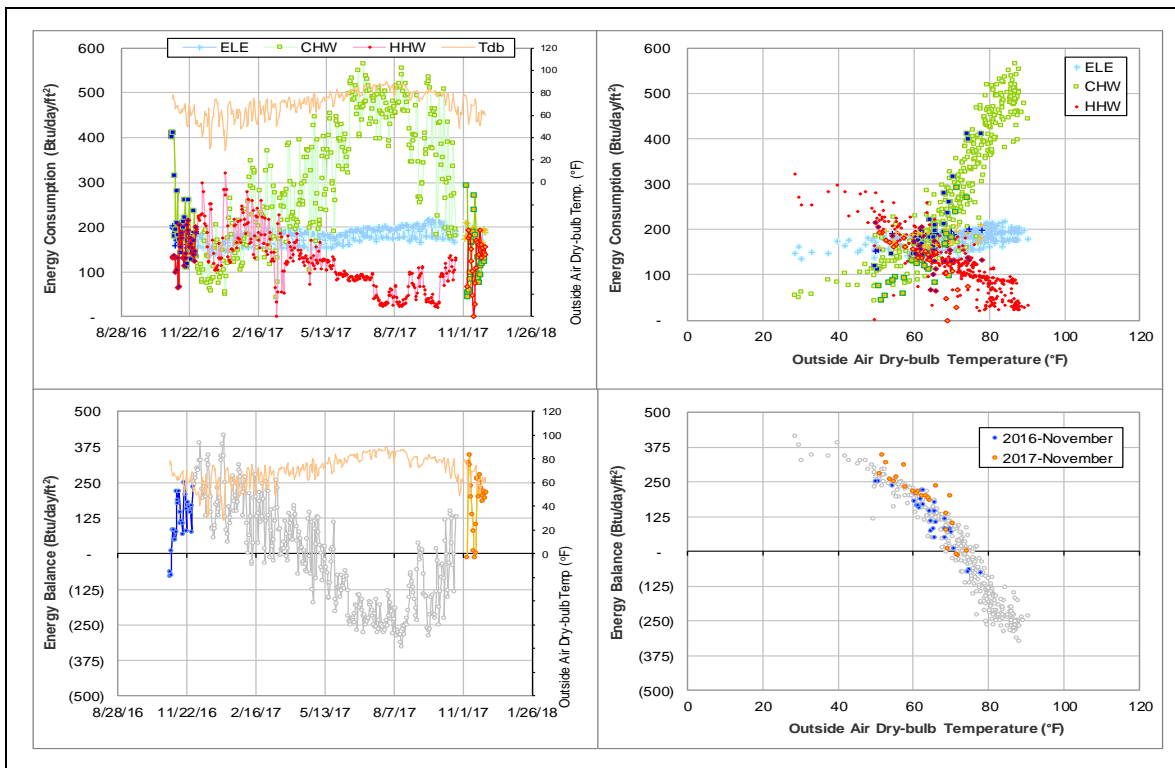 ELE CHW HHW Tdb
Energy Consumption (Btu/day/ft²)
600
500
400
300
200
100
-
120
100
80
60
40
20
0
Outside Air Dry-bulb Temp. (°F)
8/28/16 11/22/16 2/16/17 5/13/17 8/7/17 11/1/17 1/26/18
Energy Consumption (Btu/day/ft²)
600
500
400
300
200
100
-
ELE
CHW
HHW
0 20 40 60 80 100 120
Outside Air Dry-bulb Temperature (°F)
Energy Balance (Btu/day/ft²)
500
375
250
125
-
(125)
(250)
(375)
(500)
120
100
80
60
40
20
0
Outside Air Dry-bulb Temp (°F)
8/28/16 11/22/16 2/16/17 5/13/17 8/7/17 11/1/17 1/26/18
Energy Balance (Btu/day/ft²)
500
375
250
125
-
(125)
(250)
(375)
(500)
2016-November
2017-November
0 20 40 60 80 100 120
Outside Air Dry-bulb Temperature (°F)